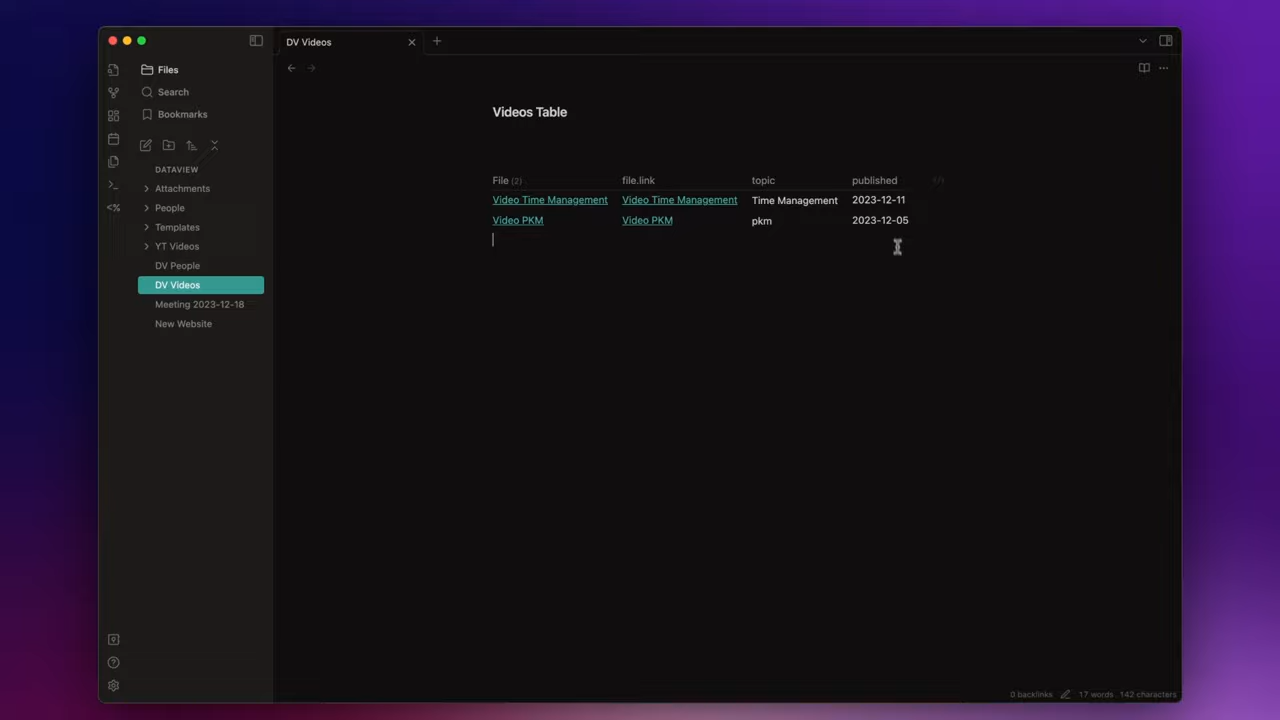 DV Videos
Files
Search
Bookmarks
DATAVIEW
Attachments
People
Templates
YT Videos
DV People
DV Videos
Meeting 2023-12-18
New Website
Videos Table
File (2) file.link topic published
Video Time Management Video Time Management Time Management 2023-12-11
Video PKM Video PKM pkm 2023-12-05
0 backlinks 17 words 142 characters